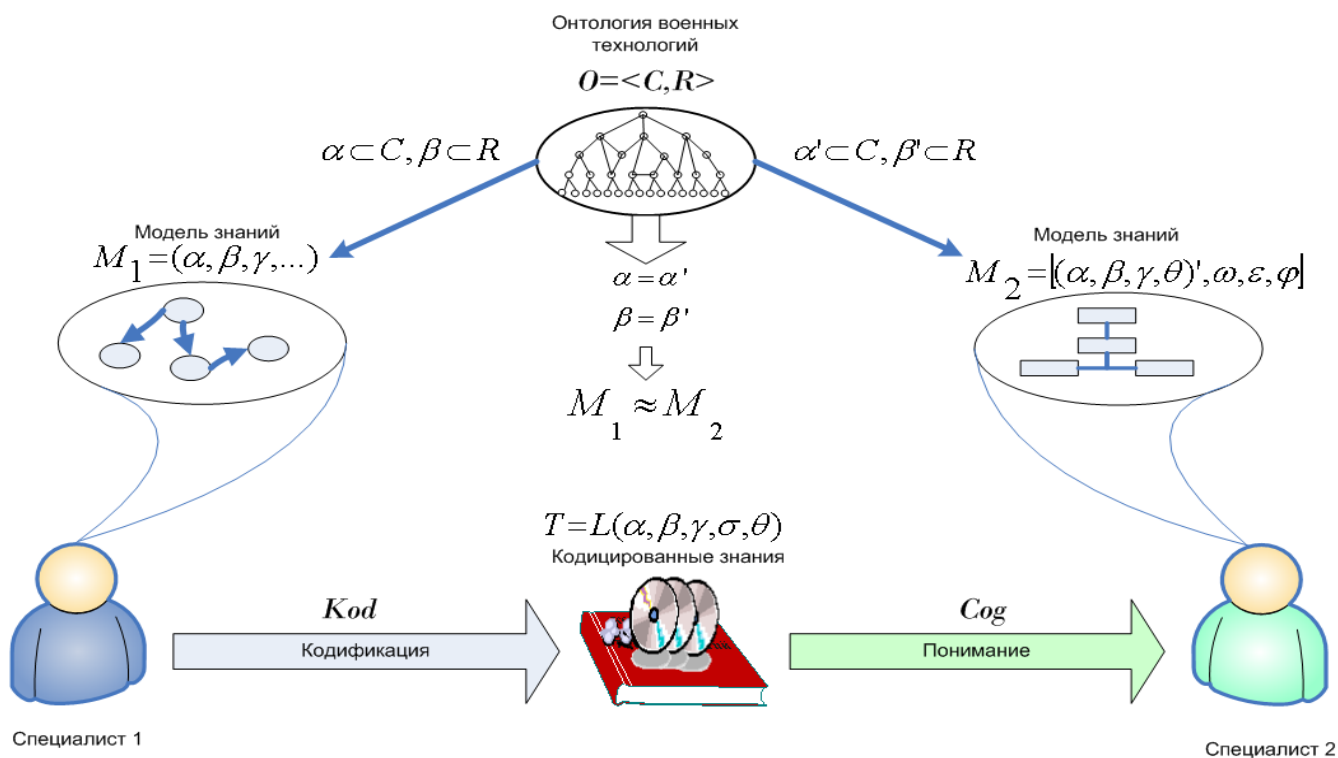 Онтология военных
технологий
O=<C,R>
α⊂C, β⊂R
α'⊂C, β'⊂R
Модель знаний
M₁=(α, β, γ,...)
α=α'
β=β'
M₁≈M₂
Модель знаний
M₂=[(α, β, γ, θ)', ω, ε, φ]
T=L(α, β, γ, σ, θ)
Кодицированные знания
Kod
Кодификация
Cog
Понимание
Специалист 1
Специалист 2